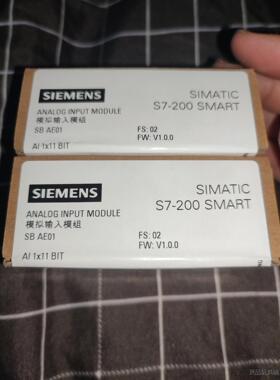 SIEMENS
SIMATIC
S7-200 SMART
ANALOG INPUT MODULE
模拟输入模组
SB AE01
FS: 02
FW: V1.0.0
AI 1x11 BIT
SIEMENS
SIMATIC
S7-200 SMART
ANALOG INPUT MODULE
模拟输入模组
SB AE01
FS: 02
FW: V1.0.0
AI 1x11 BIT